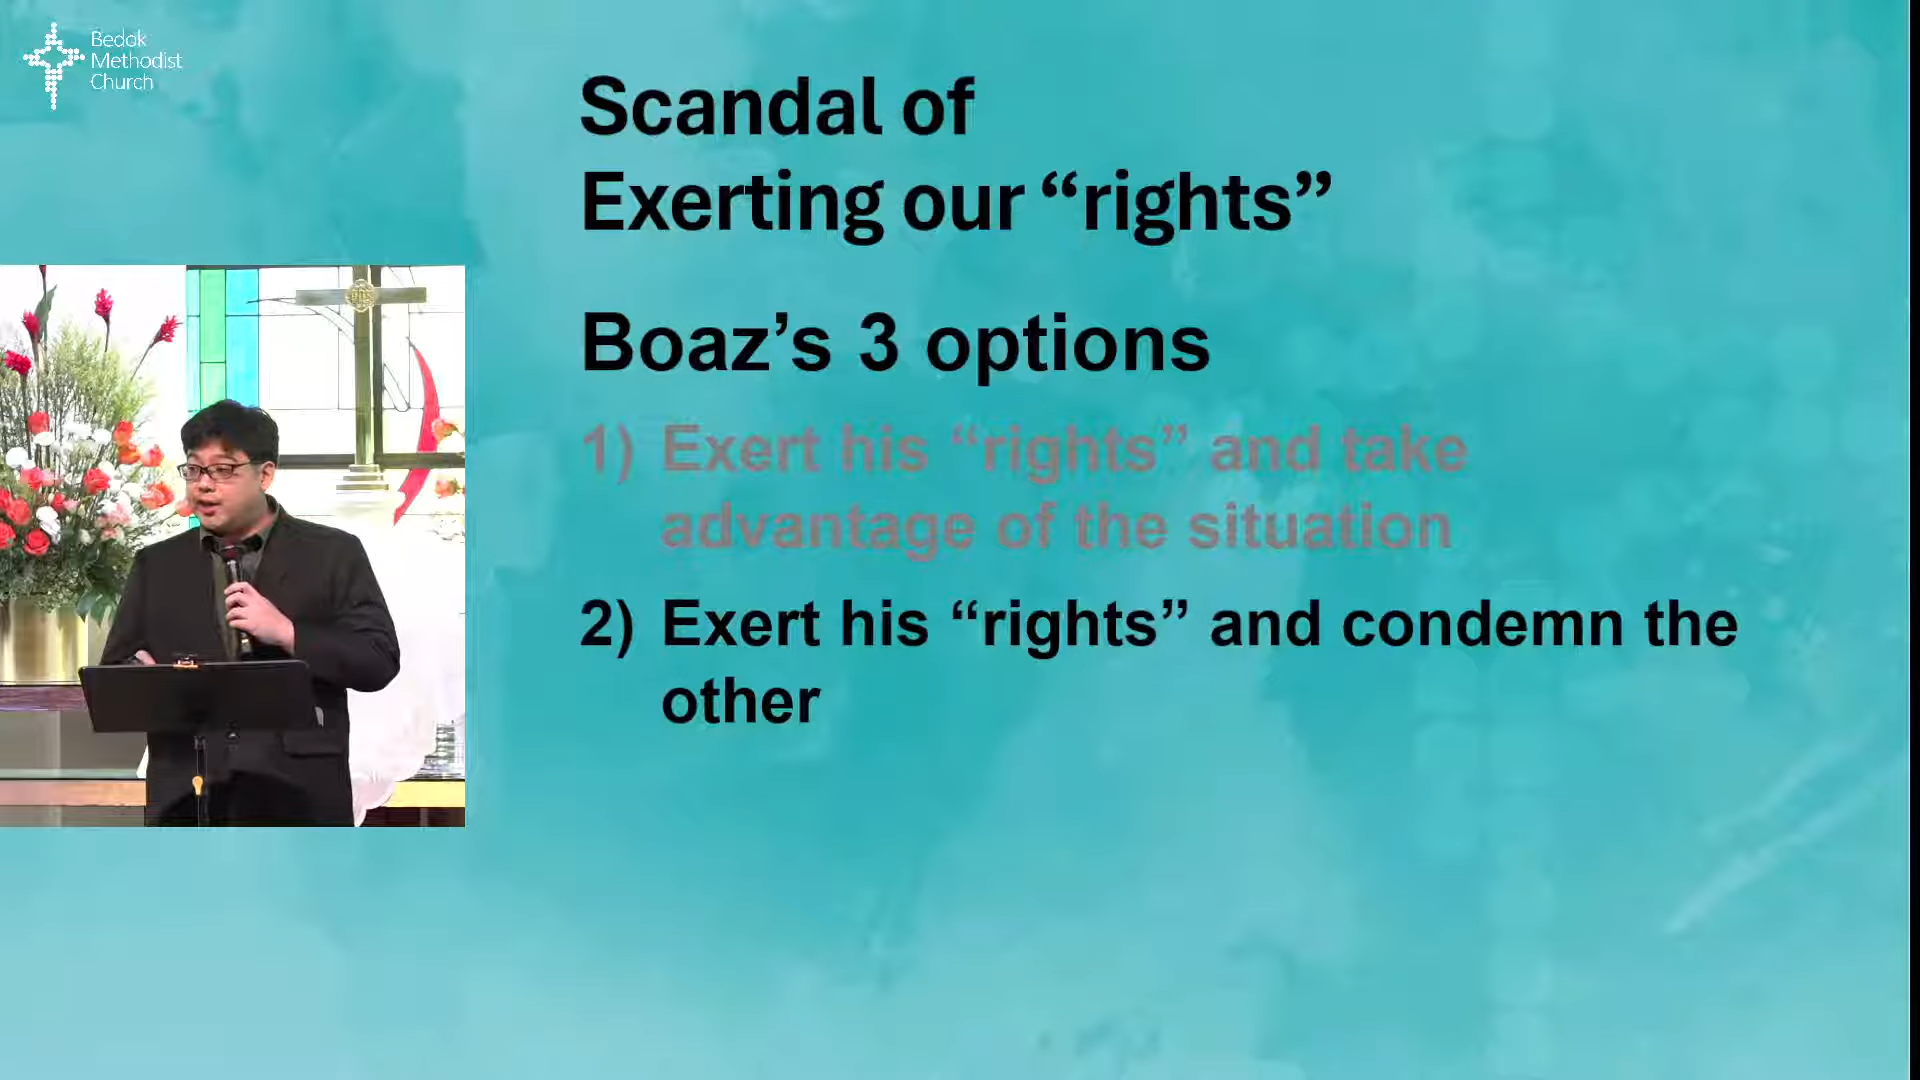 Bedok
Methodist
Church
Scandal of
Exerting our “rights”
Boaz’s 3 options
1) Exert his “rights” and take
advantage of the situation
2) Exert his “rights” and condemn the
other